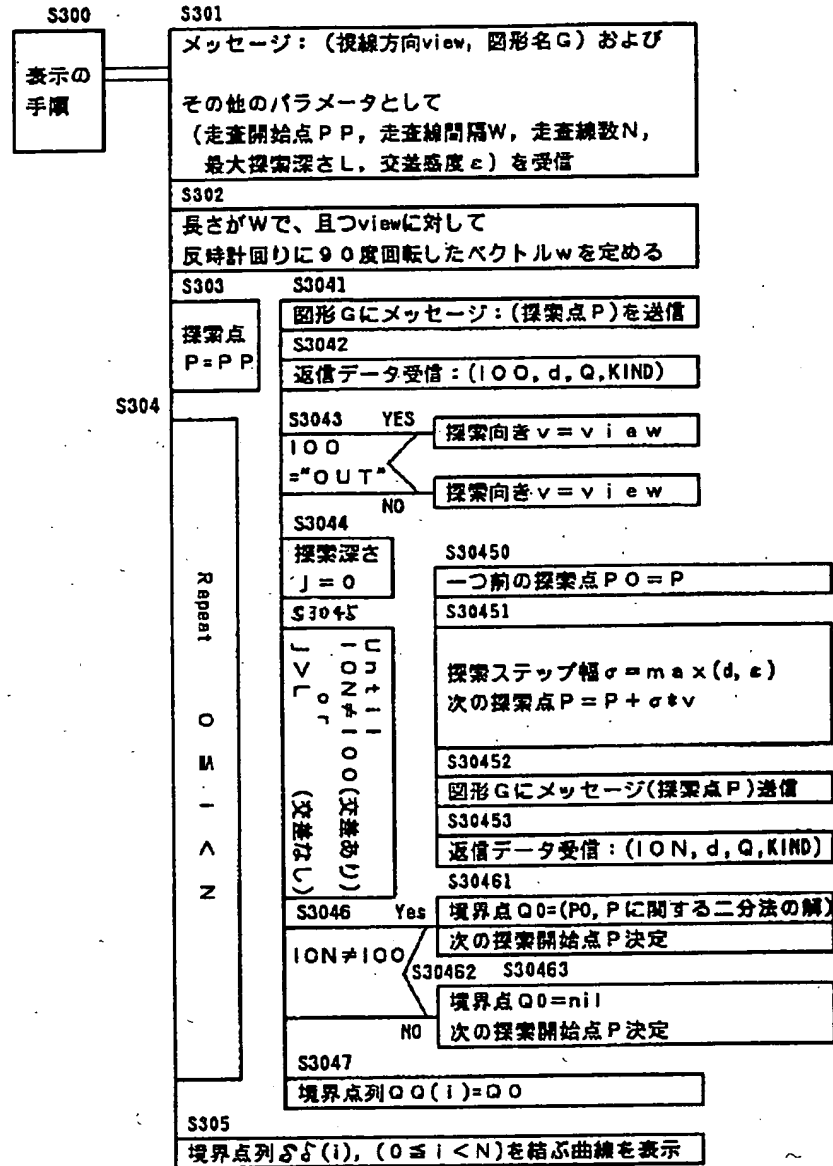 S300
表示の
手順
S301
メッセージ：（視線方向view，図形名G）および
その他のパラメータとして
（走査開始点PP，走査線間隔W，走査線数N，
最大探索深さL，交差感度ε）を受信
S302
長さがWで、且つviewに対して
反時計回りに90度回転したベクトルwを定める
S303
探索点
P=PP
S304
Repeat 0≦I<N
S3041
図形Gにメッセージ：(探索点P)を送信
S3042
返信データ受信：(IOO, d, Q,KIND)
S3043 YES
IOO
="OUT"
NO
探索向きv=view
探索向きv=view
S3044
探索深さ
J=0
S3045
Until
ION≠IOO(交差あり)
or
J>L (交差なし)
S30450
一つ前の探索点PO=P
S30451
探索ステップ幅σ=max(d, ε)
次の探索点P=P+σ*v
S30452
図形Gにメッセージ(探索点P)送信
S30453
返信データ受信：(ION, d, Q,KIND)
S3046 Yes
ION≠IOO
NO
S30461
境界点Q0=(PO, Pに関する二分法の解)
次の探索開始点P決定
S30462 S30463
境界点Q0=nil
次の探索開始点P決定
S3047
境界点列QQ(i)=Q0
S305
境界点列(i), (0≦i<N)を結ぶ曲線を表示